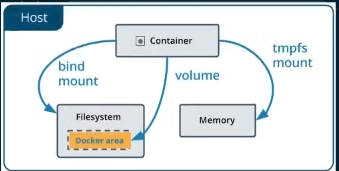 Host
Container
bind
mount
volume
tmpfs
mount
Filesystem
Docker area
Memory